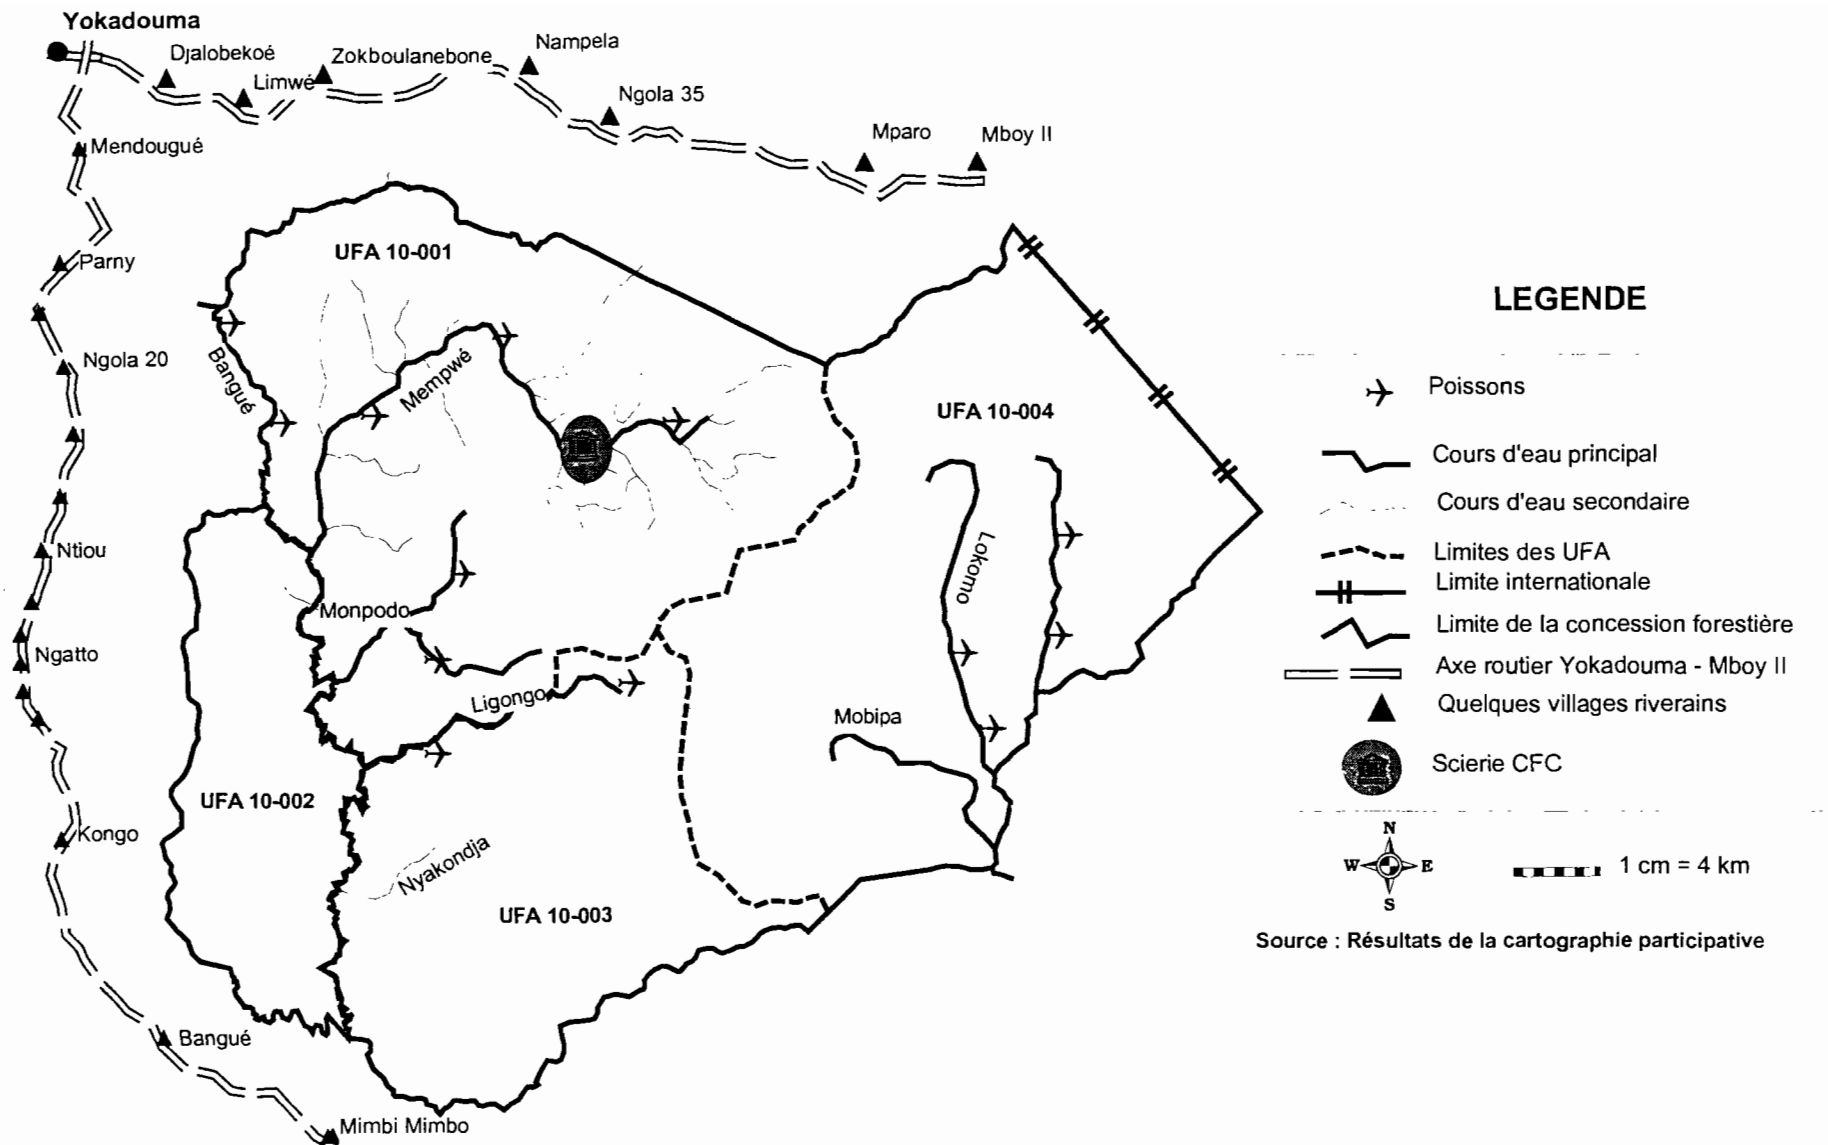 Yokadouma
Djalobekoé
Limwé
Zokboulanebone
Nampela
Ngola 35
Mparo
Mboy II
Mendougué
Parny
Ngola 20
Ntiou
Ngatto
Kongo
Bangué
Mimbi Mimbo
UFA 10-001
Bangué
Mempwé
UFA 10-004
Lokomo
Monpodo
Ligongo
Mobipa
UFA 10-002
Nyakondja
UFA 10-003
LEGENDE
Poissons
Cours d'eau principal
Cours d'eau secondaire
Limites des UFA
Limite internationale
Limite de la concession forestière
Axe routier Yokadouma - Mboy II
Quelques villages riverains
Scierie CFC
N
W E
S
1 cm = 4 km
Source : Résultats de la cartographie participative